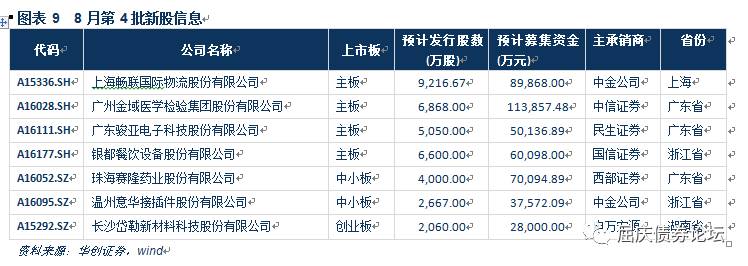 图表 9 8 月第 4 批新股信息
代码 公司名称 上市板 预计发行股数(万股) 预计募集资金(万元) 主承销商 省份
A15336.SH 上海畅联国际物流股份有限公司 主板 9,216.67 89,868.00 中金公司 上海
A16028.SH 广州金域医学检验集团股份有限公司 主板 6,868.00 113,857.48 中信证券 广东省
A16111.SH 广东骏亚电子科技股份有限公司 主板 5,050.00 50,136.89 民生证券 广东省
A16177.SH 银都餐饮设备股份有限公司 主板 6,600.00 60,098.00 国信证券 浙江省
A16052.SZ 珠海赛隆药业股份有限公司 中小板 4,000.00 70,094.89 西部证券 广东省
A16095.SZ 温州意华接插件股份有限公司 中小板 2,667.00 37,572.09 中金公司 浙江省
A15292.SZ 长沙岱勒新材料科技股份有限公司 创业板 2,060.00 28,000.00 申万宏源 湖南省
资料来源：华创证券，wind
屈庆债券论坛